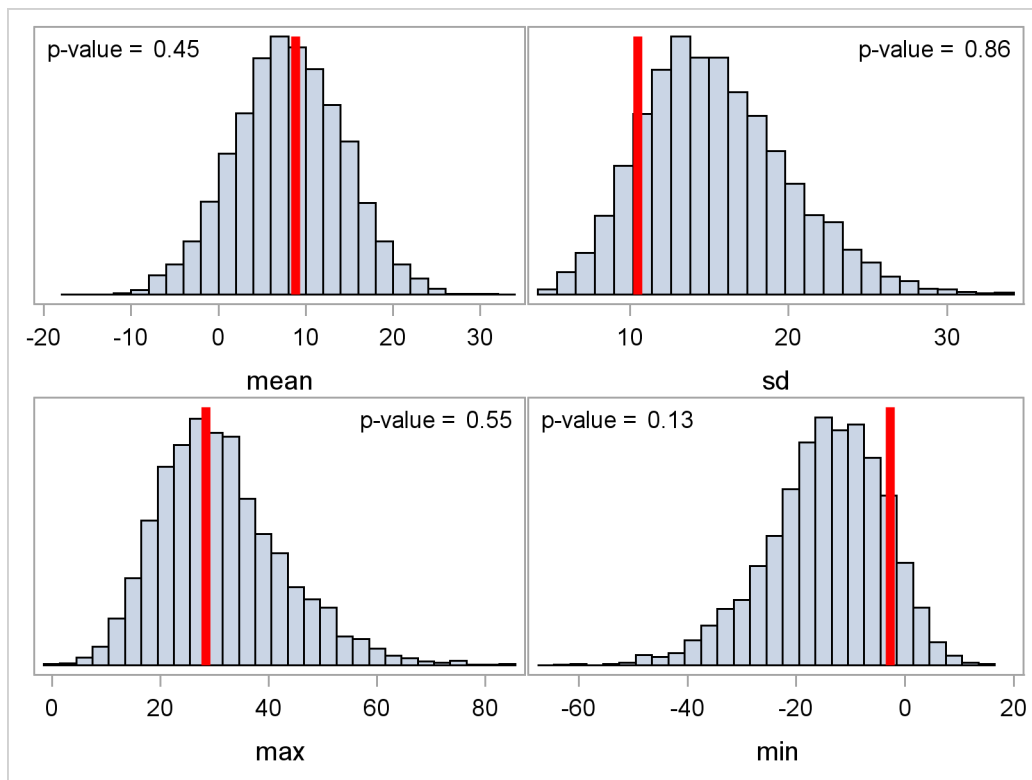 p-value = 0.45
-20 -10 0 10 20 30
mean
p-value = 0.86
10 20 30
sd
p-value = 0.55
0 20 40 60 80
max
p-value = 0.13
-60 -40 -20 0 20
min